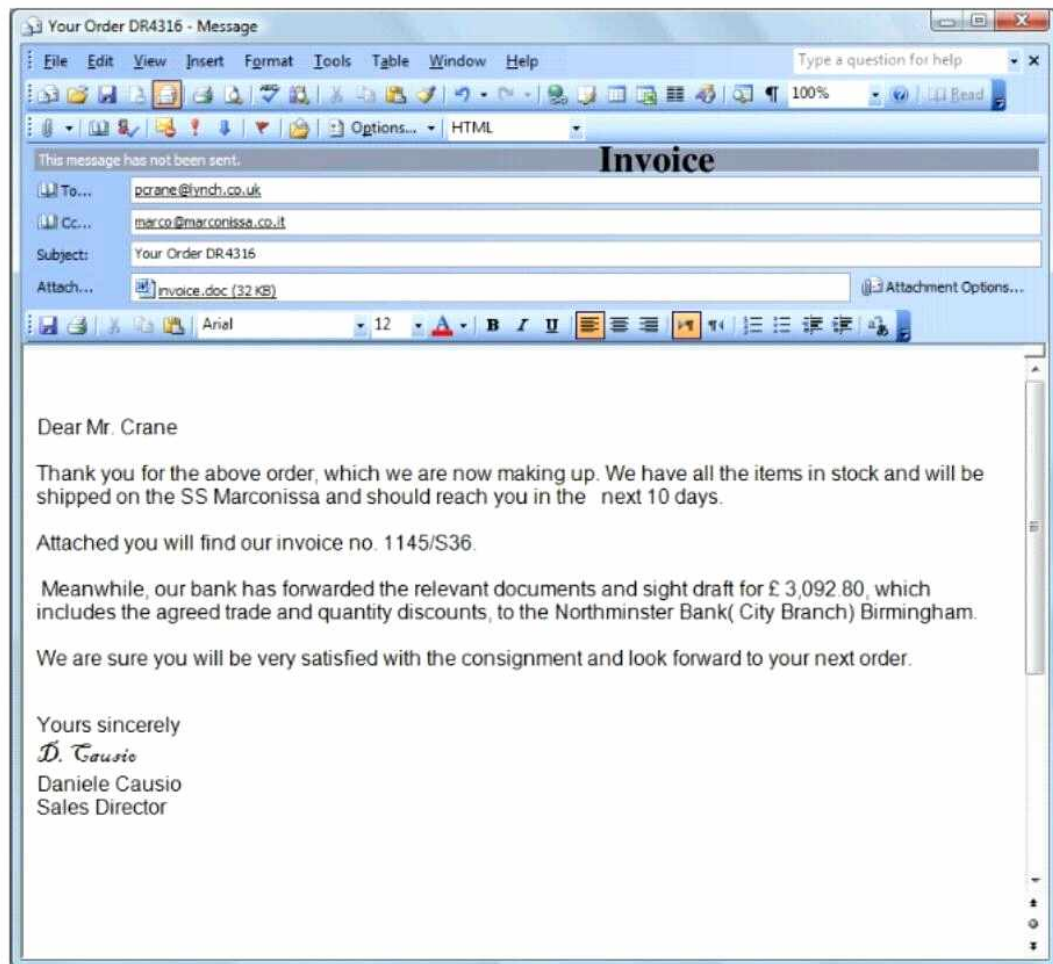 Your Order DR4316 - Message
File Edit View Insert Format Tools Table Window Help Type a question for help
100% Read
Options... HTML
This message has not been sent. Invoice
To... pcrane@lynch.co.uk
Cc... marco@marconissa.co.it
Subject: Your Order DR4316
Attach... invoice.doc (32 KB) Attachment Options...
Arial 12 A B I U
Dear Mr. Crane
Thank you for the above order, which we are now making up. We have all the items in stock and will be
shipped on the SS Marconissa and should reach you in the next 10 days.
Attached you will find our invoice no. 1145/S36.
Meanwhile, our bank has forwarded the relevant documents and sight draft for £ 3,092.80, which
includes the agreed trade and quantity discounts, to the Northminster Bank( City Branch) Birmingham.
We are sure you will be very satisfied with the consignment and look forward to your next order.
Yours sincerely
D. Causio
Daniele Causio
Sales Director